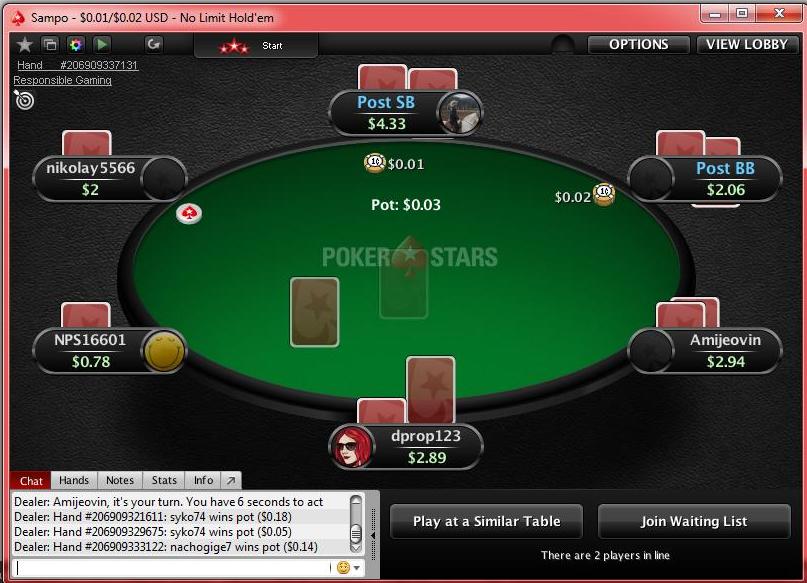 Sampo - $0.01/$0.02 USD - No Limit Hold'em
Start
OPTIONS
VIEW LOBBY
Hand #206909337131
Responsible Gaming
Post SB
$4.33
nikolay5566
$2
10 $0.01
Post BB
$2.06
$0.02 10
Pot: $0.03
POKER STARS
NPS16601
$0.78
Amijeovin
$2.94
dprop123
$2.89
Chat
Hands
Notes
Stats
Info
Dealer: Amijeovin, it's your turn. You have 6 seconds to act
Dealer: Hand #206909321611: syko74 wins pot ($0.18)
Dealer: Hand #206909329675: syko74 wins pot ($0.05)
Dealer: Hand #206909333122: nachogige7 wins pot ($0.14)
Play at a Similar Table
Join Waiting List
There are 2 players in line